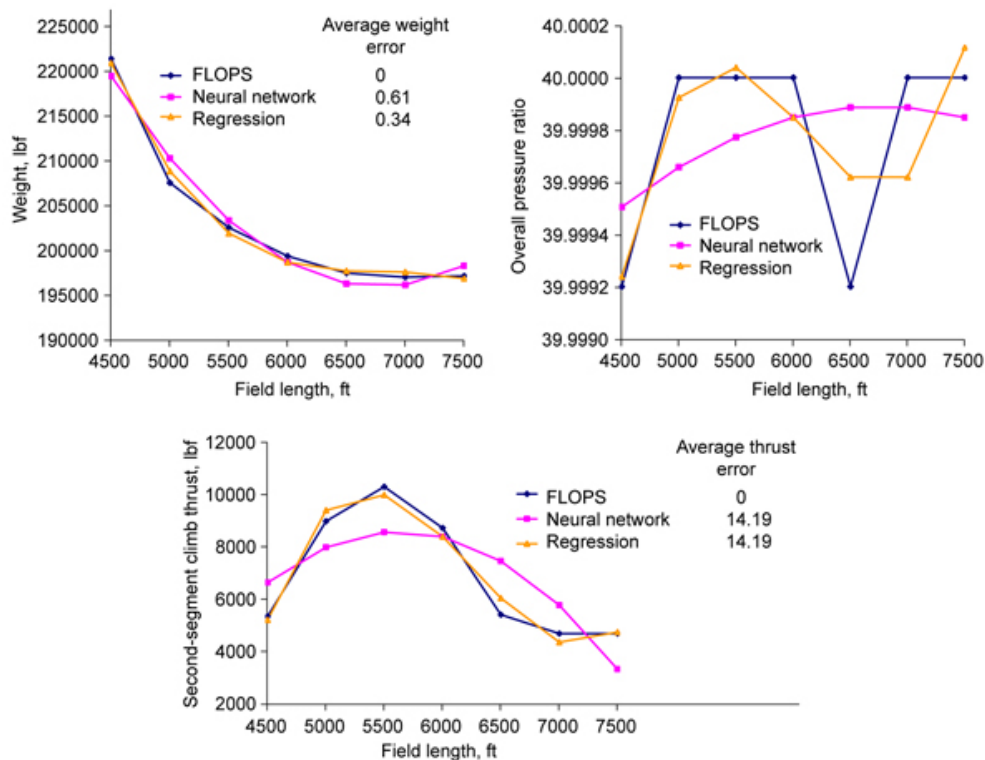 Average weight
error
FLOPS 0
Neural network 0.61
Regression 0.34
225000
220000
215000
210000
205000
200000
195000
190000
Weight, lbf
4500 5000 5500 6000 6500 7000 7500
Field length, ft
40.0002
40.0000
39.9998
39.9996
39.9994
39.9992
39.9990
Overall pressure ratio
FLOPS
Neural network
Regression
4500 5000 5500 6000 6500 7000 7500
Field length, ft
Average thrust
error
FLOPS 0
Neural network 14.19
Regression 14.19
12000
10000
8000
6000
4000
2000
Second-segment climb thrust, lbf
4500 5000 5500 6000 6500 7000 7500
Field length, ft